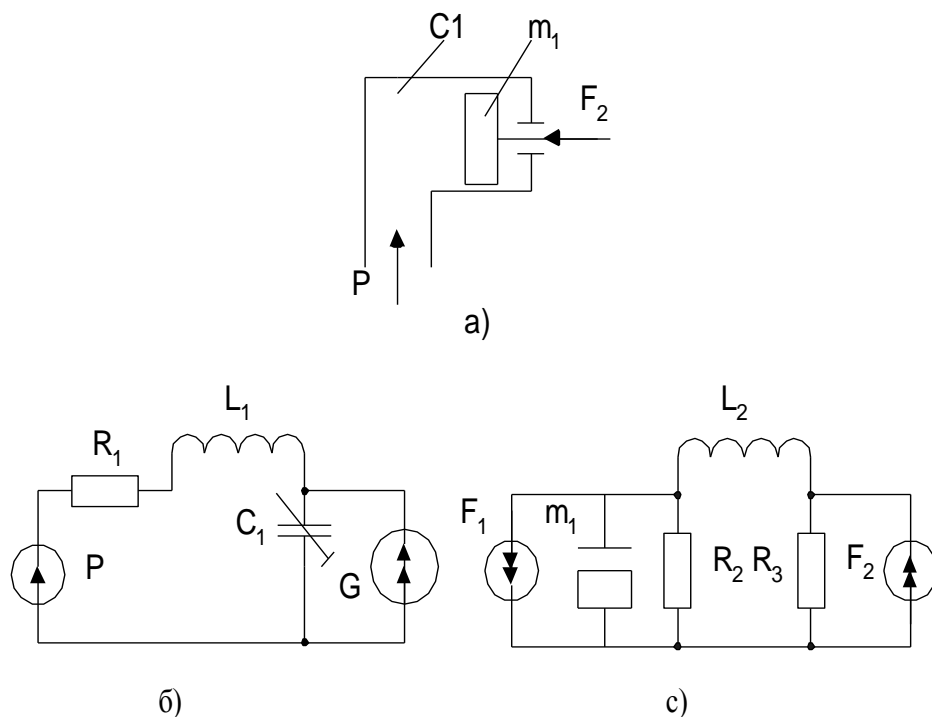 C1 m₁
F₂
P
а)
L₁
R₁
C₁
P
G
L₂
F₁ m₁
R₂ R₃ F₂
б) с)